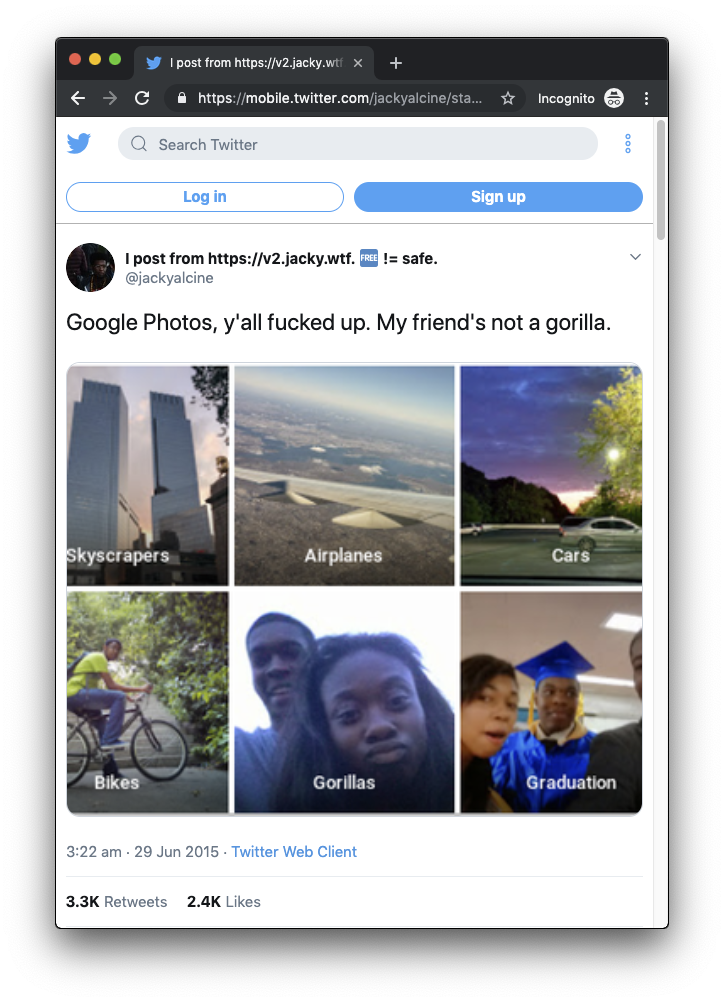 I post from https://v2.jacky.wtf
https://mobile.twitter.com/jackyalcine/sta...
Incognito
Search Twitter
Log in
Sign up
I post from https://v2.jacky.wtf. FREE != safe.
@jackyalcine
Google Photos, y'all fucked up. My friend's not a gorilla.
Skyscrapers
Airplanes
Cars
Bikes
Gorillas
Graduation
3:22 am · 29 Jun 2015 · Twitter Web Client
3.3K Retweets 2.4K Likes